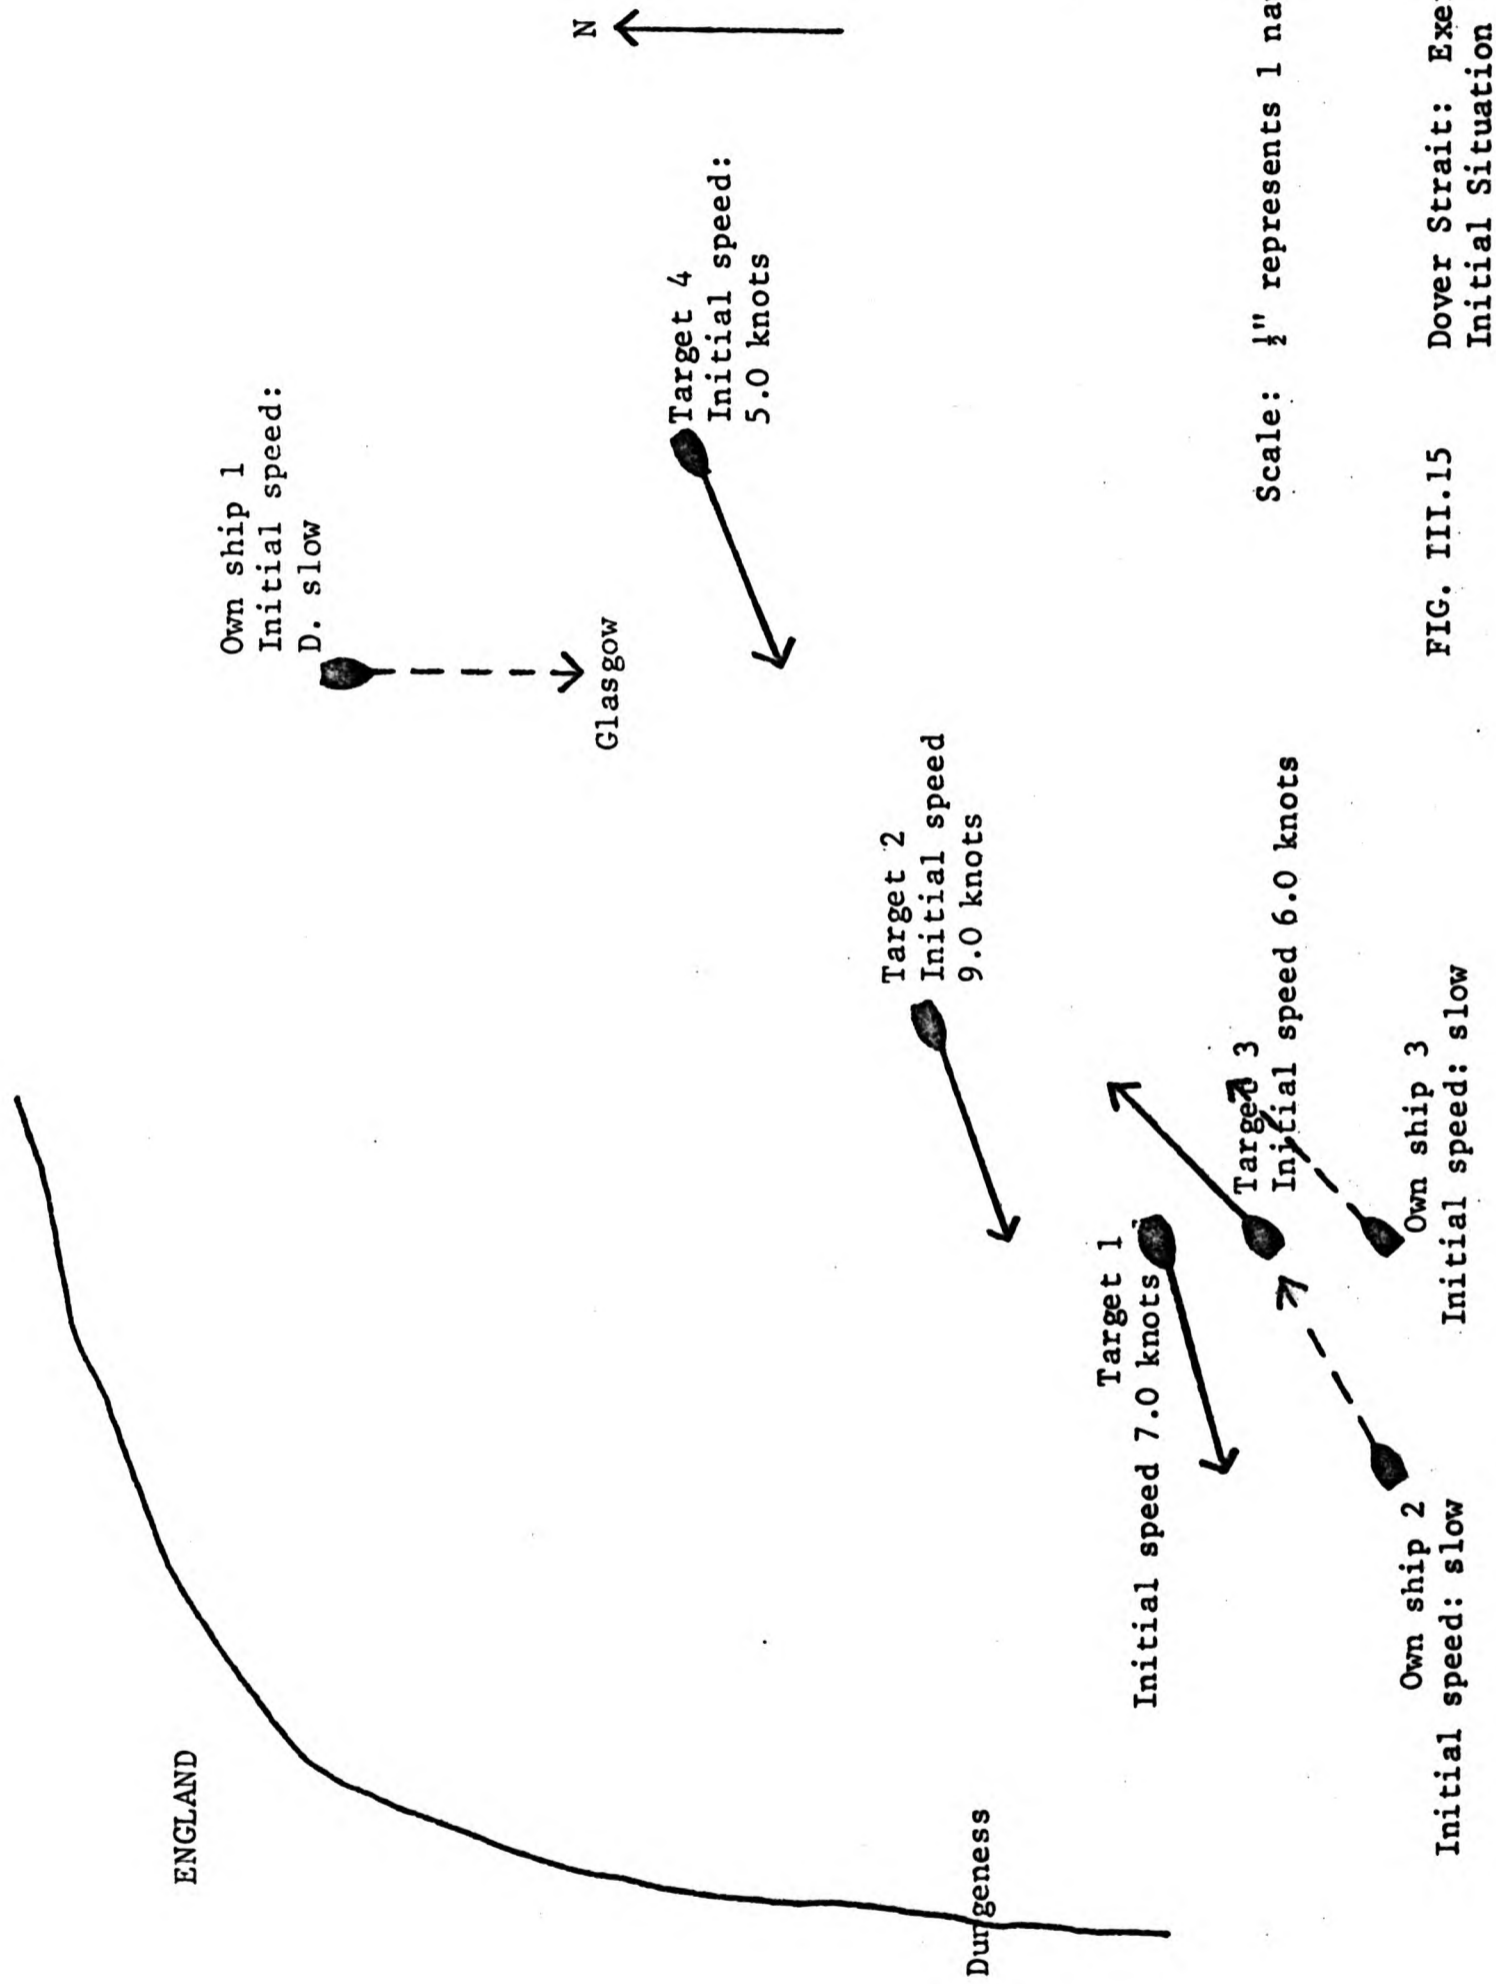 ENGLAND
Own ship 1
Initial speed:
D. slow
N
Glasgow
Target 4
Initial speed:
5.0 knots
Target 2
Initial speed
9.0 knots
Dungeness
Target 1
Initial speed 7.0 knots
Target 3
Initial speed 6.0 knots
Own ship 2
Initial speed: slow
Own ship 3
Initial speed: slow
Scale: ½" represents 1
FIG. III.15 Dover Strait:
Initial Situation